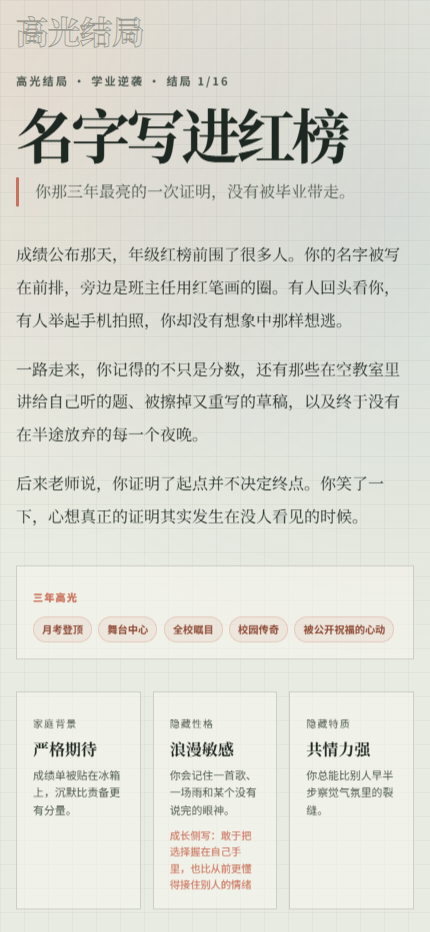 高光结局
高光结局 · 学业逆袭 · 结局 1/16
名字写进红榜
你那三年最亮的一次证明，没有被毕业带走。
成绩公布那天，年级红榜前围了很多人。你的名字被写
在前排，旁边是班主任用红笔画的圈。有人回头看你，
有人举起手机拍照，你却没有想象中那样想逃。
一路走来，你记得的不只是分数，还有那些在空教室里
讲给自己听的题、被擦掉又重写的草稿，以及终于没有
在半途放弃的每一个夜晚。
后来老师说，你证明了起点并不决定终点。你笑了一
下，心想真正的证明其实发生在没人看见的时候。
三年高光
月考登顶 舞台中心 全校瞩目 校园传奇 被公开祝福的心动
家庭背景
严格期待
成绩单被贴在冰箱
上，沉默比责备更
有分量。
隐藏性格
浪漫敏感
你会记住一首歌、
一场雨和某个没有
说完的眼神。
成长侧写：敢于把
选择握在自己手
里，也比从前更懂
得接住别人的情绪
隐藏特质
共情力强
你总能比别人早半
步察觉气氛里的裂
缝。